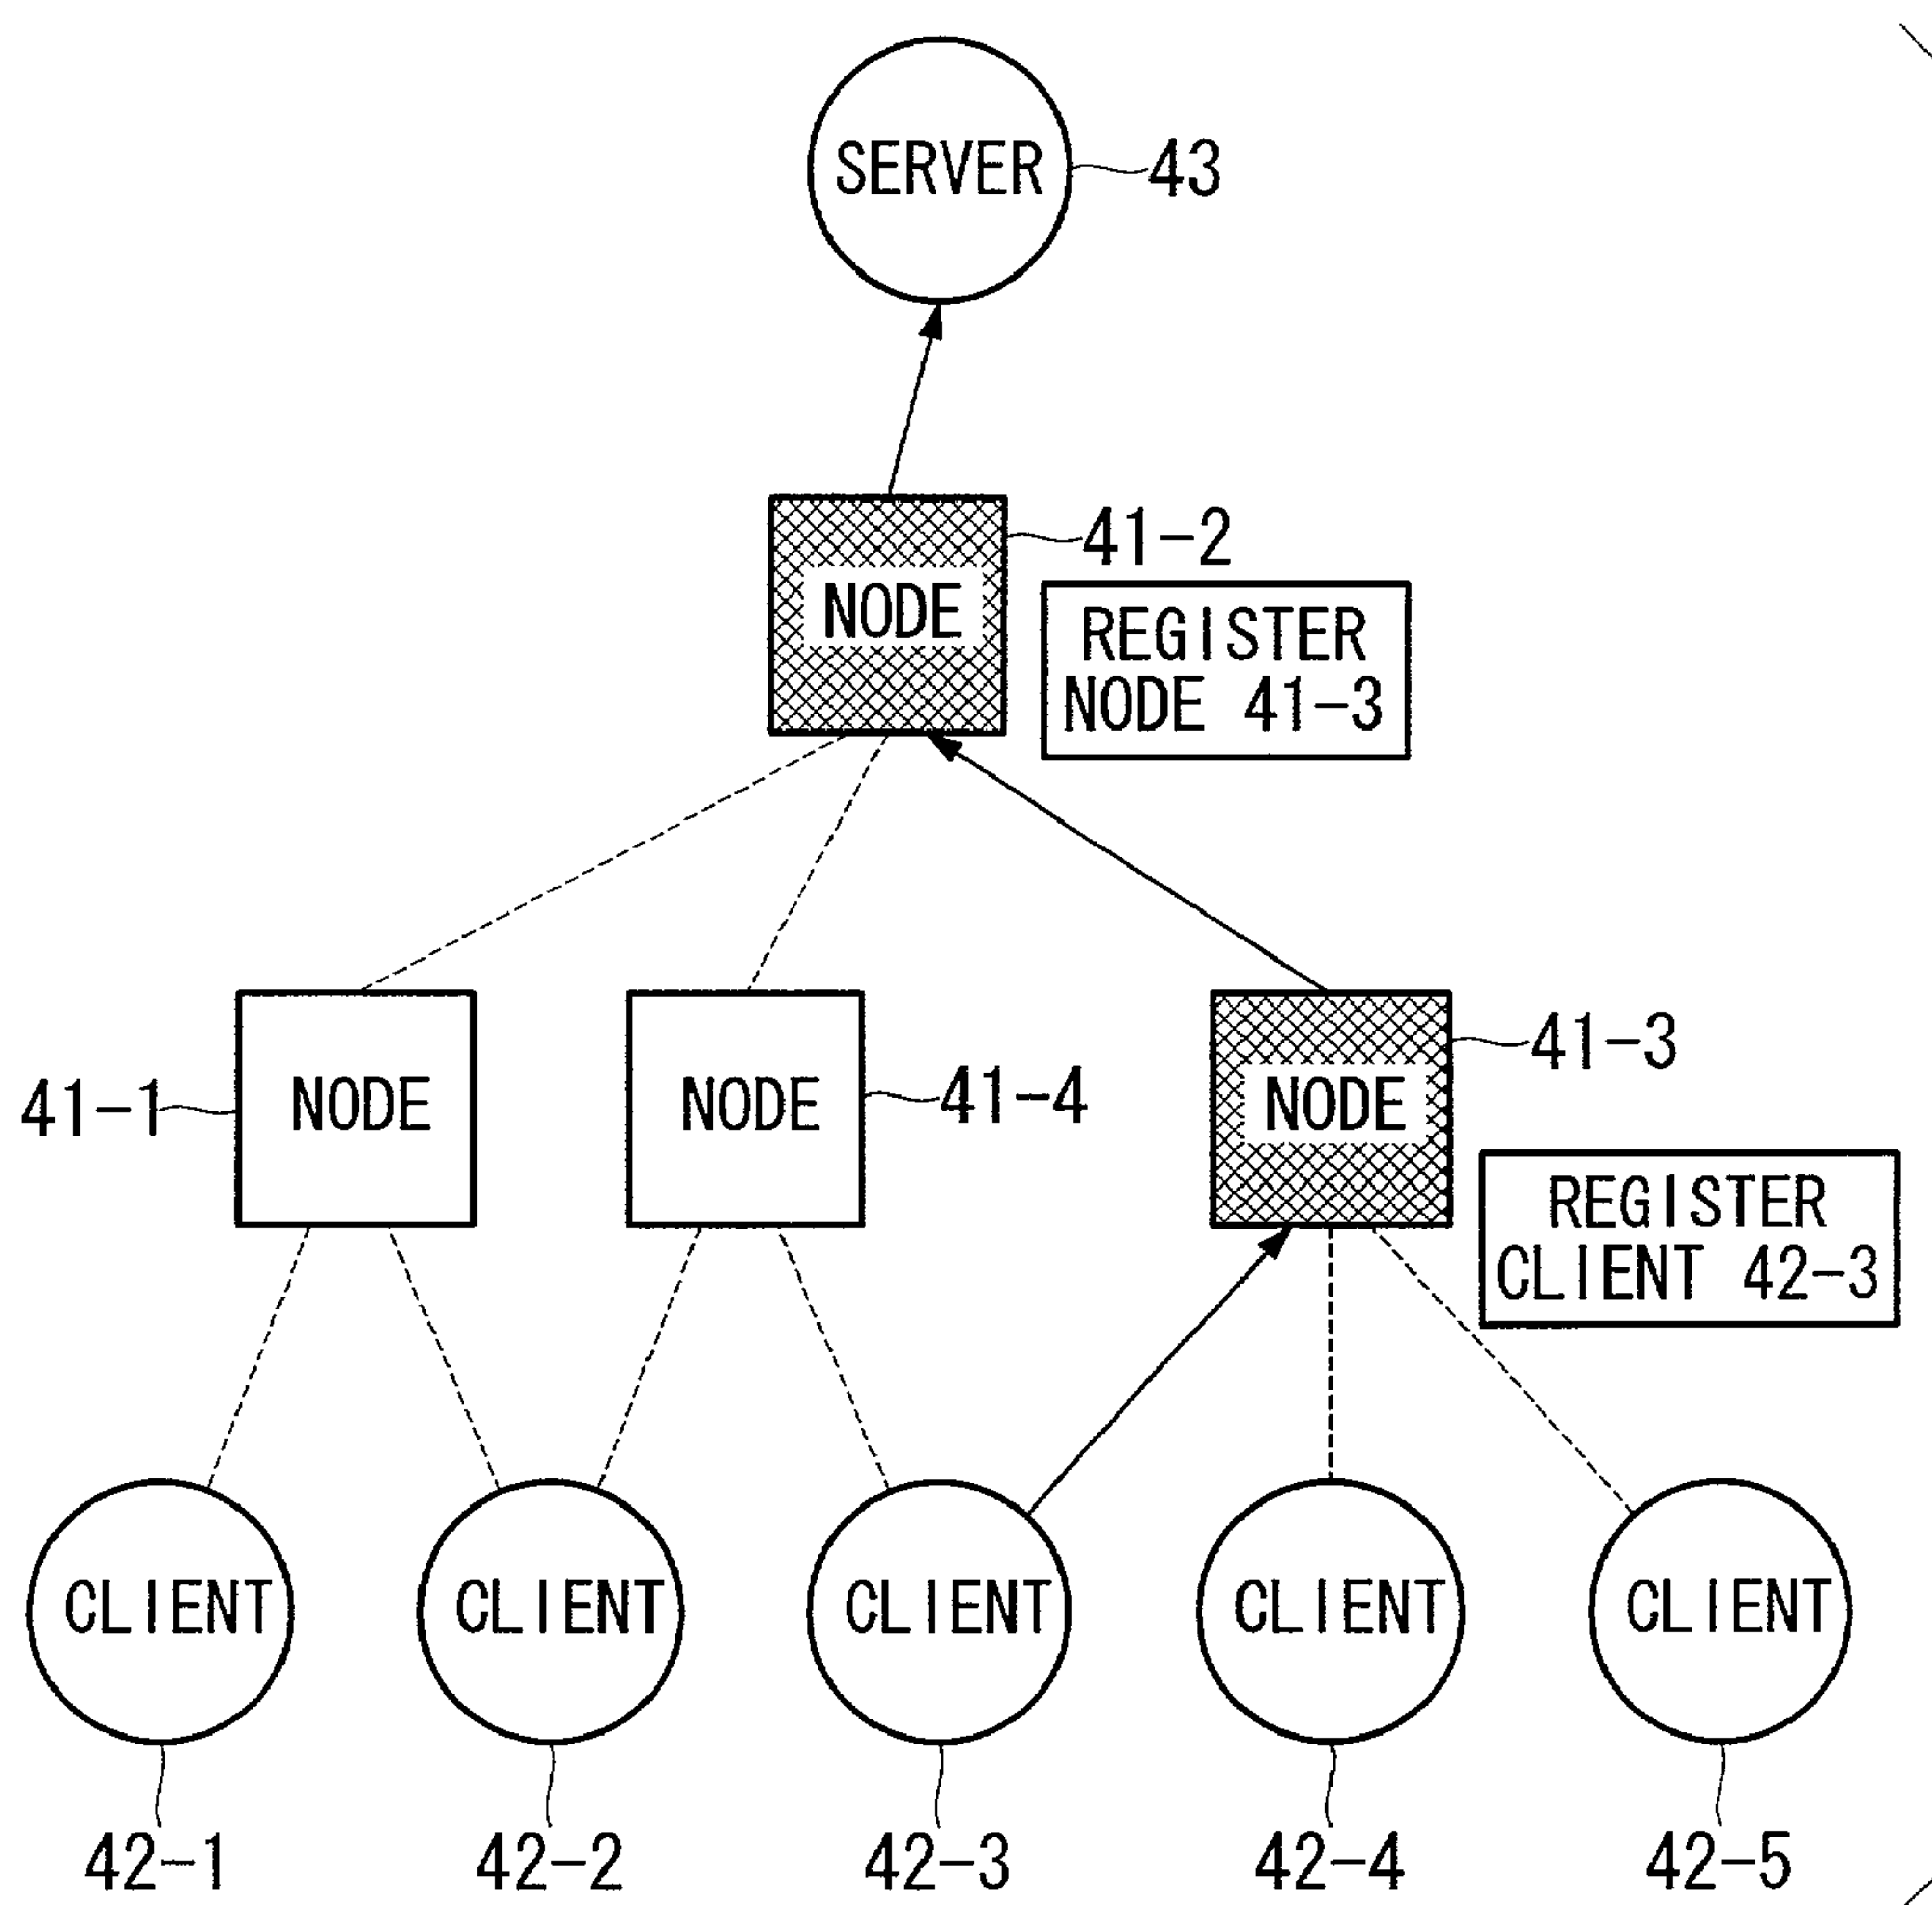 SERVER
43
41-2
NODE
REGISTER
NODE 41-3
41-3
41-1
NODE
NODE
41-4
NODE
REGISTER
CLIENT 42-3
CLIENT
CLIENT
CLIENT
CLIENT
CLIENT
42-1
42-2
42-3
42-4
42-5